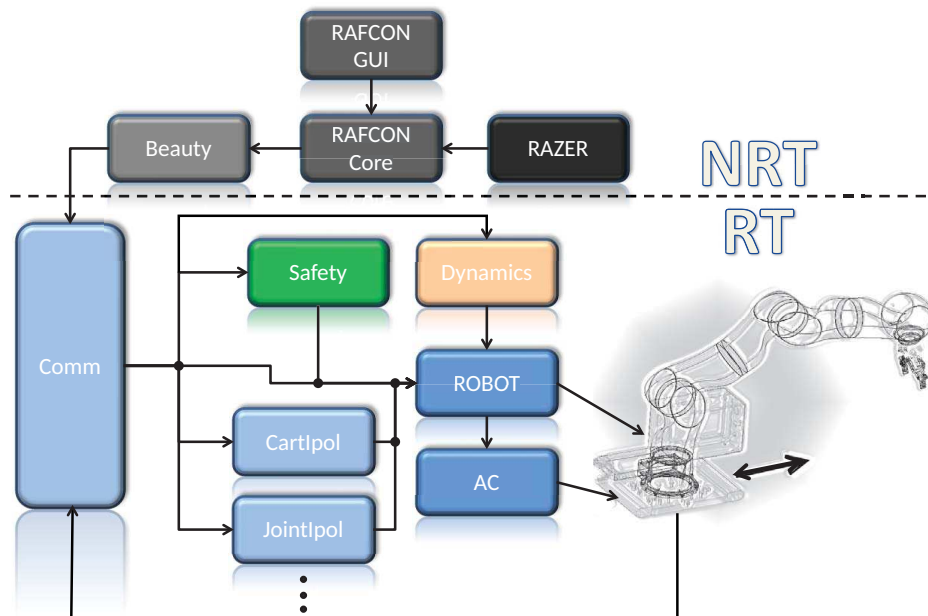 RAFCON
GUI
Beauty
RAFCON
Core
RAZER
NRT
RT
Safety
Dynamics
Comm
ROBOT
CartIpol
AC
JointIpol